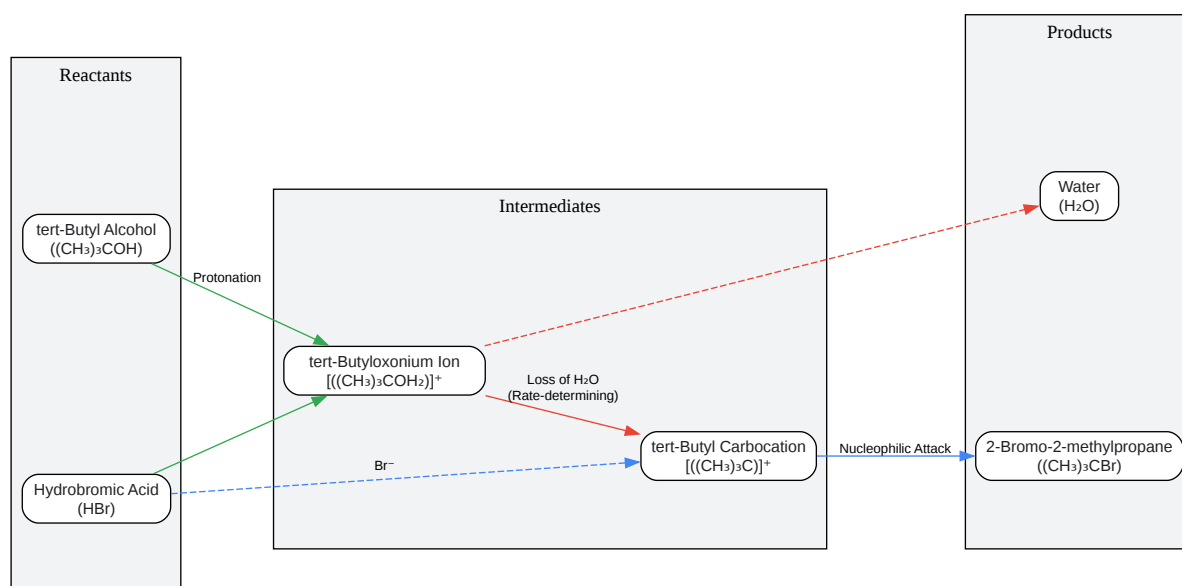 Reactants
tert-Butyl Alcohol
((CH₃)₃COH)
Hydrobromic Acid
(HBr)
Protonation
Br⁻
Intermediates
tert-Butyloxonium Ion
[((CH₃)₃COH₂)]⁺
Loss of H₂O
(Rate-determining)
tert-Butyl Carbocation
[((CH₃)₃C)]⁺
Nucleophilic Attack
Products
Water
(H₂O)
2-Bromo-2-methylpropane
((CH₃)₃CBr)